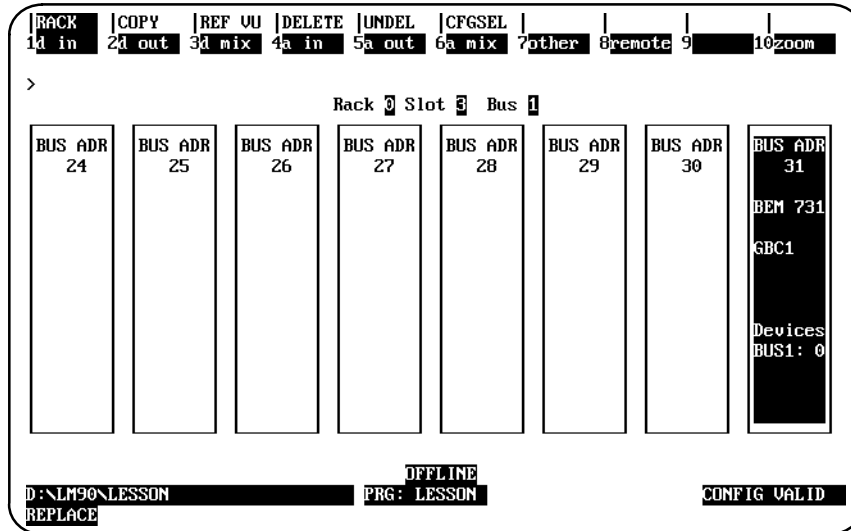 |RACK |COPY |REF VU |DELETE |UNDEL |CFGSEL | | | |
1d in 2d out 3d mix 4a in 5a out 6a mix 7other 8remote 9 10zoom
>
Rack 0 Slot 3 Bus 1
BUS ADR BUS ADR BUS ADR BUS ADR BUS ADR BUS ADR BUS ADR BUS ADR
24 25 26 27 28 29 30 31
BEM 731
GBC1
Devices
BUS1: 0
OFFLINE
D:\LM90\LESSON PRG: LESSON CONFIG VALID
REPLACE